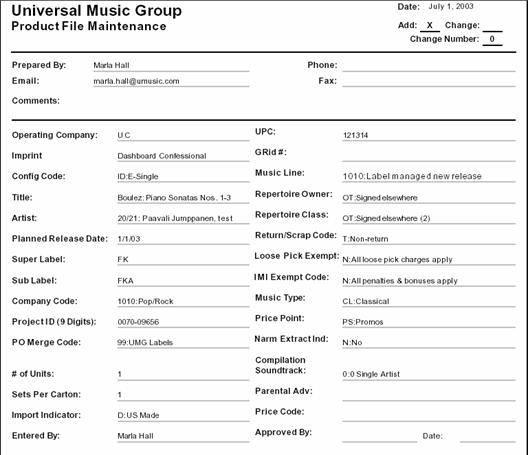 Universal Music Group
Product File Maintenance
Date: July 1, 2003
Add: X Change:
Change Number: 0
Prepared By: Marla Hall Phone:
Email: marla.hall@umusic.com Fax:
Comments:
Operating Company: U C UPC: 121314
Imprint Dashboard Confessional GRid #:
Config Code: ID:E-Single Music Line: 1010:Label managed new release
Title: Boulez: Piano Sonatas Nos. 1-3 Repertoire Owner: OT:Signed elsewhere
Artist: 20/21: Paavali Jumppanen, test Repertoire Class: OT:Signed elsewhere (2)
Planned Release Date: 1/1/03 Return/Scrap Code: T:Non-return
Super Label: FK Loose Pick Exempt: N:All loose pick charges apply
Sub Label: FKA IMI Exempt Code: N:All penalties & bonuses apply
Company Code: 1010:Pop/Rock Music Type: CL:Classical
Project ID (9 Digits): 0070-09656 Price Point: PS:Promos
PO Merge Code: 99:UMG Labels Narm Extract Ind: N:No
# of Units: 1 Compilation Soundtrack: 0:0 Single Artist
Sets Per Carton: 1 Parental Adv:
Import Indicator: D:US Made Price Code:
Entered By: Marla Hall Approved By: Date: